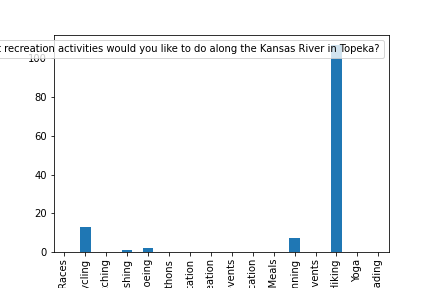 recreation activities would you like to do along the Kansas River in Topeka?
100
80
60
40
20
0
Races
ycling
ching
shing
oeing
thons
tation
eation
vents
cation
Meals
nning
vents
Hiking
Yoga
ading